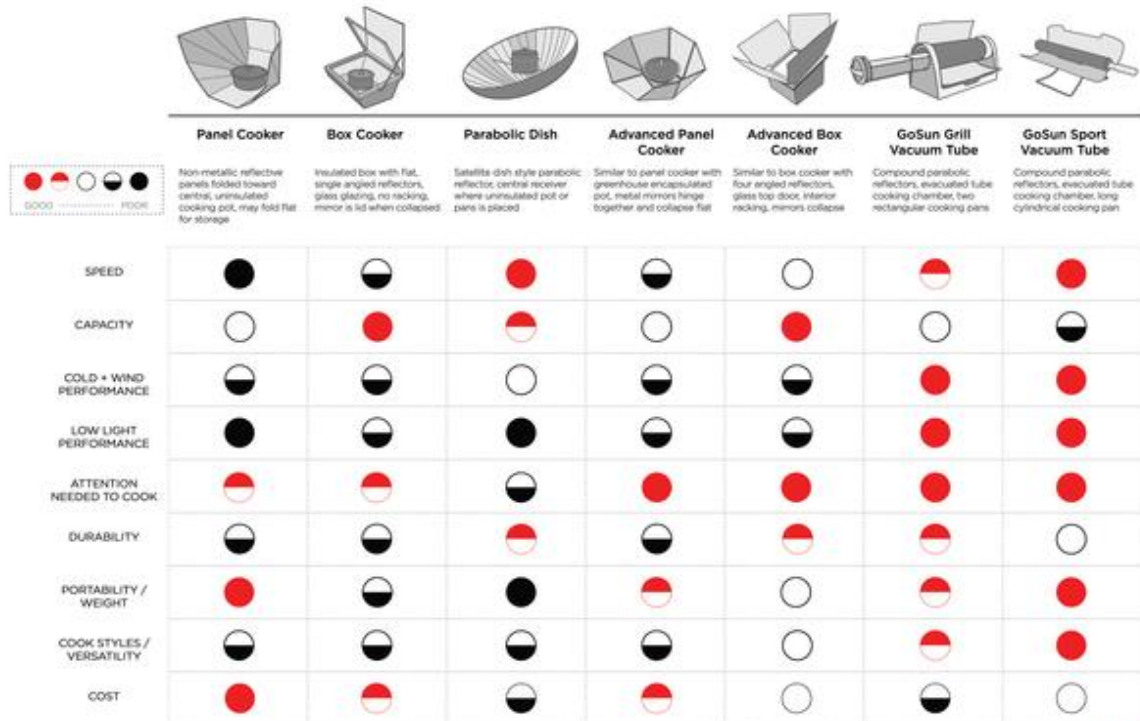 Panel Cooker
Non-metallic reflective
panels folded toward
central, uninsulated
cooking pot, may fold flat
for storage
Box Cooker
Insulated box with flat,
single angled reflectors,
glass glazing, no racking,
mirror is lid when collapsed
Parabolic Dish
Satellite dish style parabolic
reflector, central receiver
where uninsulated pot or
pans is placed
Advanced Panel
Cooker
Similar to panel cooker with
greenhouse encapsulated
pot, metal mirrors hinge
together and collapse flat
Advanced Box
Cooker
Similar to box cooker with
four angled reflectors,
glass top door, interior
racking, mirrors collapse
GoSun Grill
Vacuum Tube
Compound parabolic
reflectors, evacuated tube
cooking chamber, two
rectangular cooking pans
GoSun Sport
Vacuum Tube
Compound parabolic
reflectors, evacuated tube
cooking chamber, long
cylindrical cooking pan
GOOD POOR
SPEED
CAPACITY
COLD + WIND
PERFORMANCE
LOW LIGHT
PERFORMANCE
ATTENTION
NEEDED TO COOK
DURABILITY
PORTABILITY /
WEIGHT
COOK STYLES /
VERSATILITY
COST